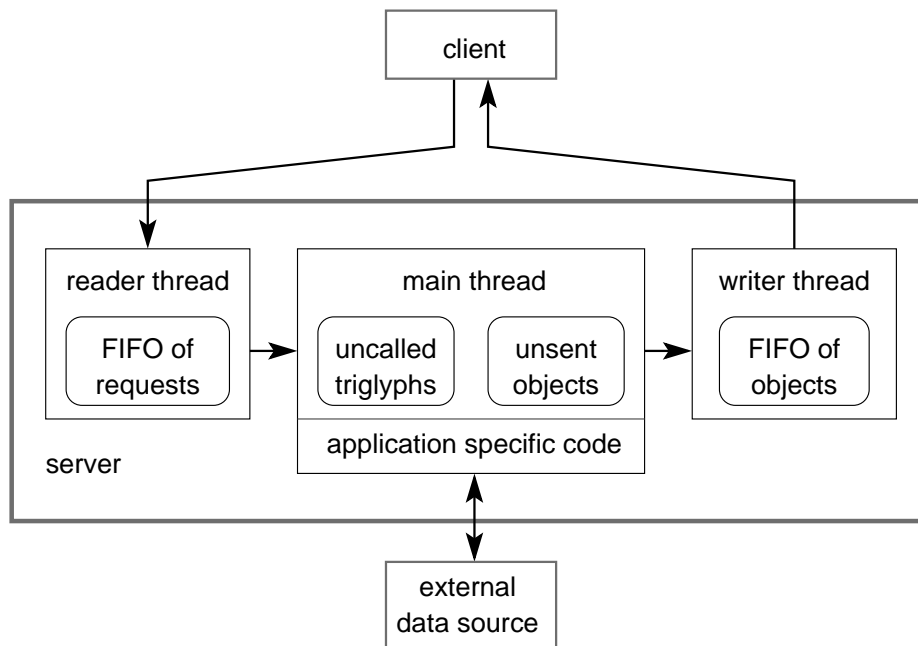 client
reader thread
FIFO of
requests
main thread
uncalled
triglyphs
unsent
objects
application specific code
writer thread
FIFO of
objects
server
external
data source